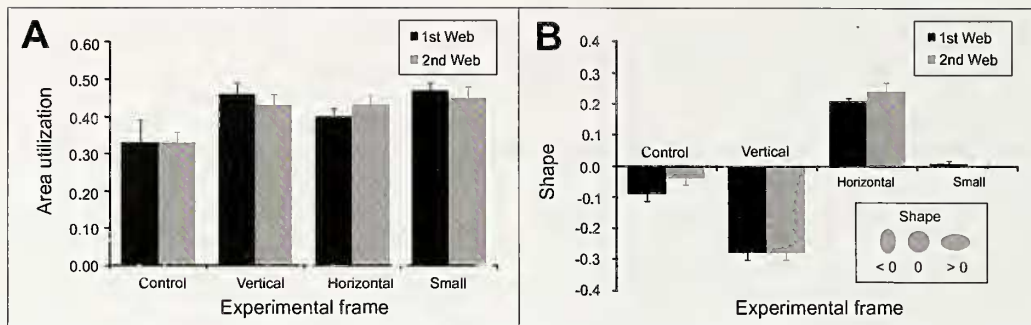 A
0.60
0.50
0.40
0.30
0.20
0.10
0.00
Area utilization
1st Web
2nd Web
Control Vertical Horizontal Small
Experimental frame
B
0.4
0.3
0.2
0.1
0.0
-0.1
-0.2
-0.3
-0.4
Shape
1st Web
2nd Web
Control Vertical
Horizontal Small
Shape
< 0 0 > 0
Experimental frame